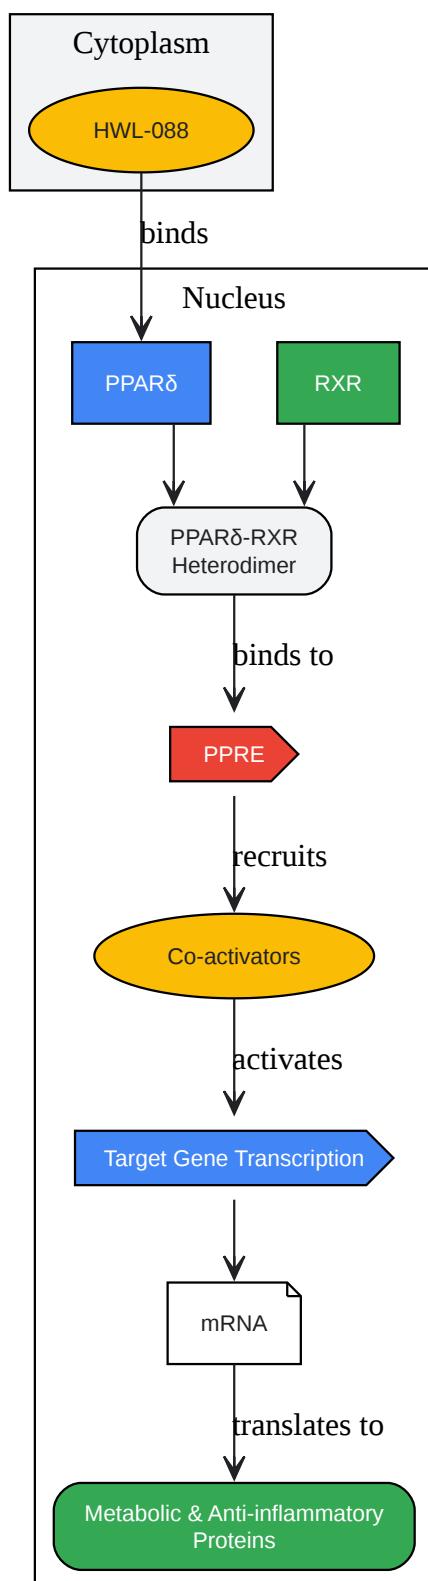 Cytoplasm
HWL-088
binds
Nucleus
PPARδ
RXR
PPARδ-RXR
Heterodimer
binds to
PPRE
recruits
Co-activators
activates
Target Gene Transcription
mRNA
translates to
Metabolic & Anti-inflammatory
Proteins